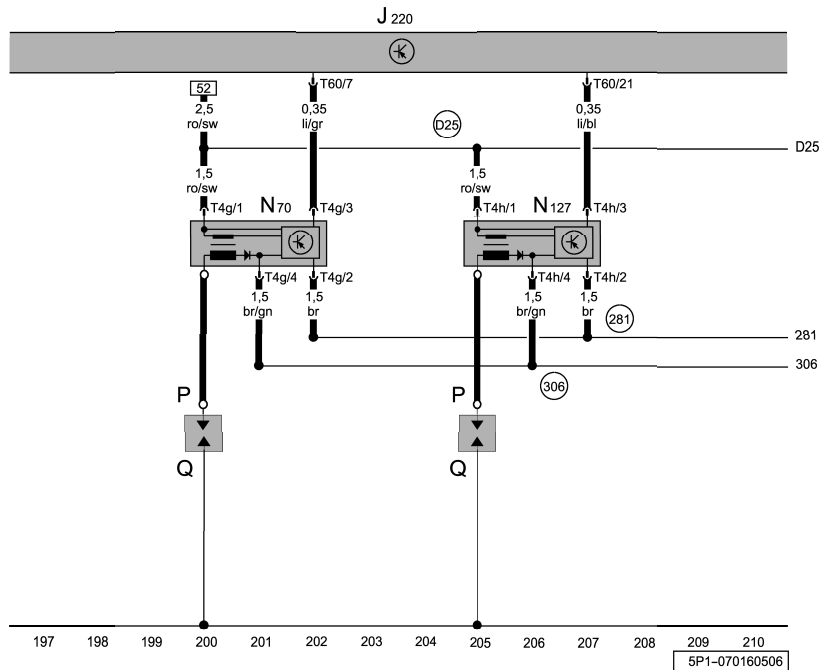 J 220
52
T60/7
T60/21
2,5
ro/sw
0,35
li/gr
0,35
li/bl
D25
D25
1,5
ro/sw
1,5
ro/sw
T4g/1
N 70
T4g/3
T4h/1
N 127
T4h/3
T4g/4
T4g/2
T4h/4
T4h/2
1,5
br/gn
1,5
br
1,5
br/gn
1,5
br
281
281
306
306
P
P
Q
Q
197 198 199 200 201 202 203 204 205 206 207 208 209 210
5P1-070160506